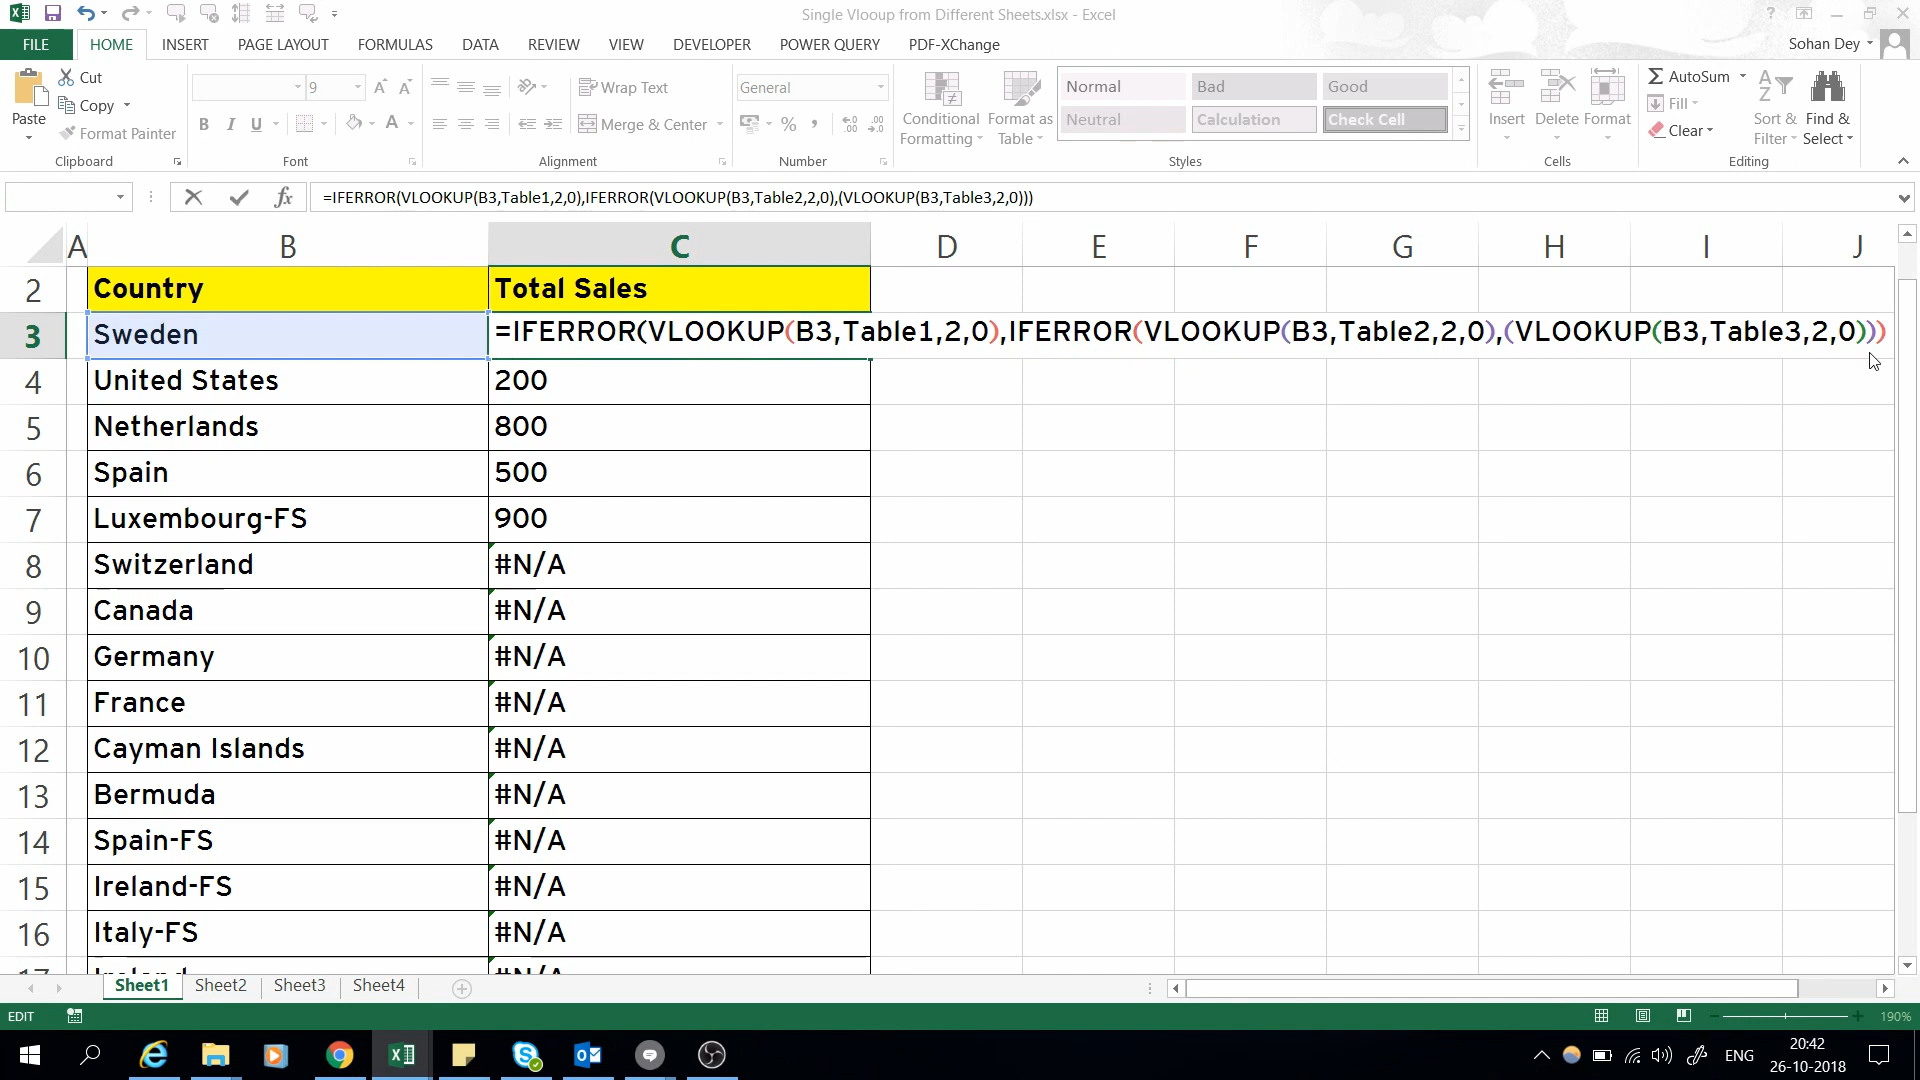 Single Vlooup from Different Sheets.xlsx - Excel
FILE HOME INSERT PAGE LAYOUT FORMULAS DATA REVIEW VIEW DEVELOPER POWER QUERY PDF-XChange Sohan Dey
Cut
Copy
Format Painter
Paste
Clipboard
9
B I U
Font
Wrap Text
Merge & Center
Alignment
General
%
Number
Conditional Formatting
Format as Table
Normal Bad Good
Neutral Calculation Check Cell
Styles
Insert Delete Format
Cells
AutoSum
Fill
Clear
Sort & Filter
Find & Select
Editing
fx =IFERROR(VLOOKUP(B3,Table1,2,0),IFERROR(VLOOKUP(B3,Table2,2,0),(VLOOKUP(B3,Table3,2,0)))
A B C D E F G H I J
2 Country Total Sales
3 Sweden =IFERROR(VLOOKUP(B3,Table1,2,0),IFERROR(VLOOKUP(B3,Table2,2,0),(VLOOKUP(B3,Table3,2,0)))
4 United States 200
5 Netherlands 800
6 Spain 500
7 Luxembourg-FS 900
8 Switzerland #N/A
9 Canada #N/A
10 Germany #N/A
11 France #N/A
12 Cayman Islands #N/A
13 Bermuda #N/A
14 Spain-FS #N/A
15 Ireland-FS #N/A
16 Italy-FS #N/A
17 Ireland #N/A
Sheet1 Sheet2 Sheet3 Sheet4
EDIT 190%
ENG
20:42
26-10-2018